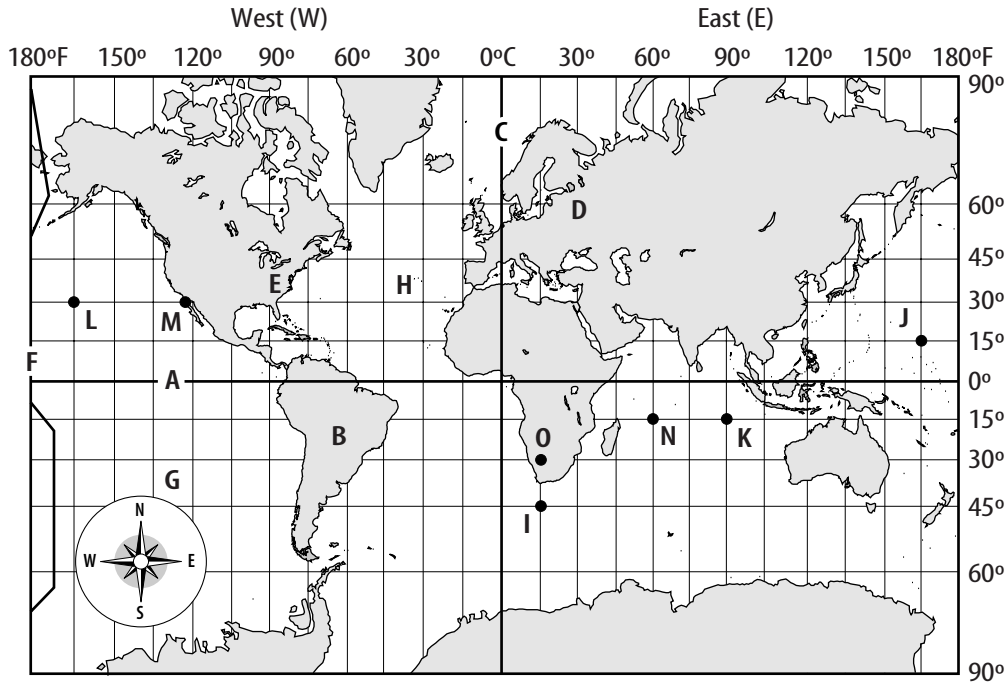 West (W) East (E)
180ºF 150º 120º 90º 60º 30º 0ºC 30º 60º 90º 120º 150º 180ºF
90º
C
D 60º
45º
E H
30º
L M J
15º
F
A 0º
15º
B O N K
30º
G
45º
N I
W E
60º
S
90º